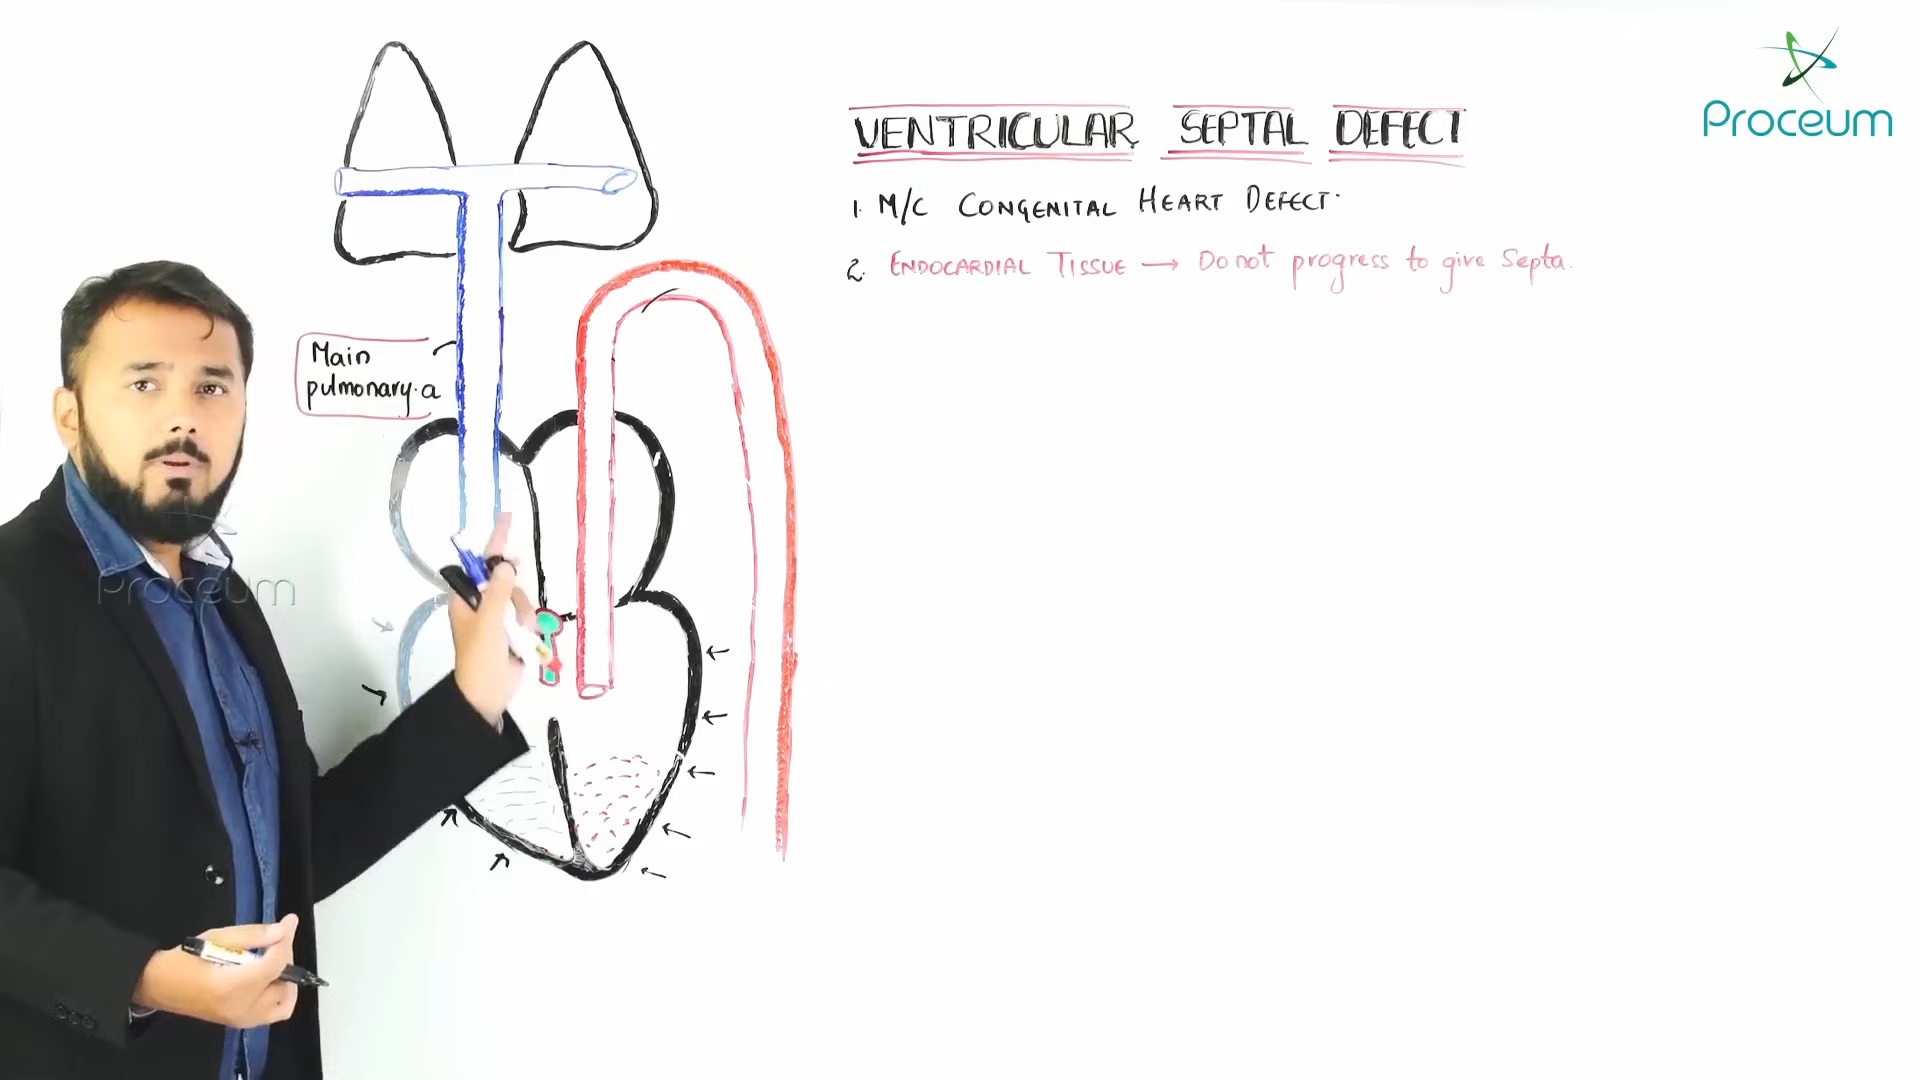 Proceum
VENTRICULAR SEPTAL DEFECT
1. M/C CONGENITAL HEART DEFECT.
2. ENDOCARDIAL TISSUE → Do not progress to give Septa.
Main
pulmonary.a
Proceum